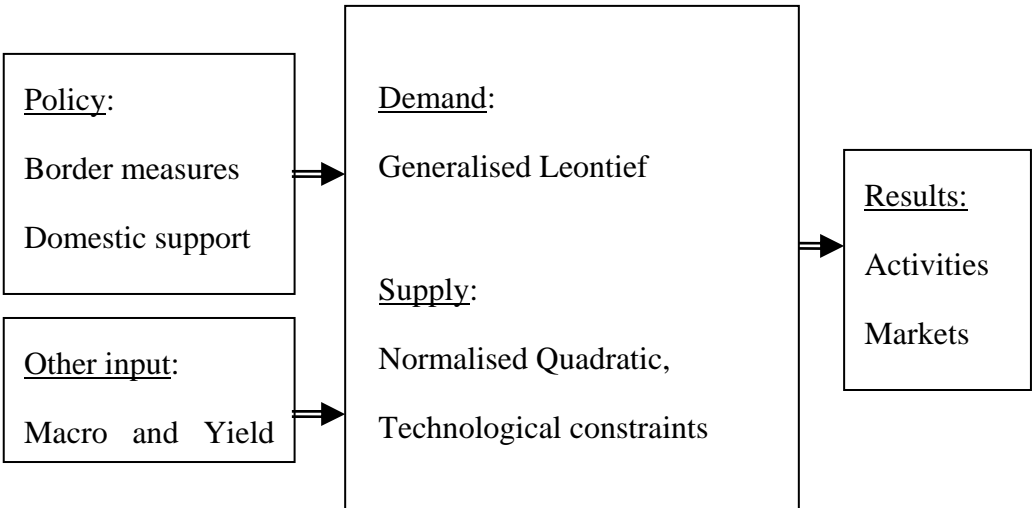 Policy:
Border measures
Domestic support
Other input:
Macro and Yield
Demand:
Generalised Leontief
Supply:
Normalised Quadratic,
Technological constraints
Results:
Activities
Markets